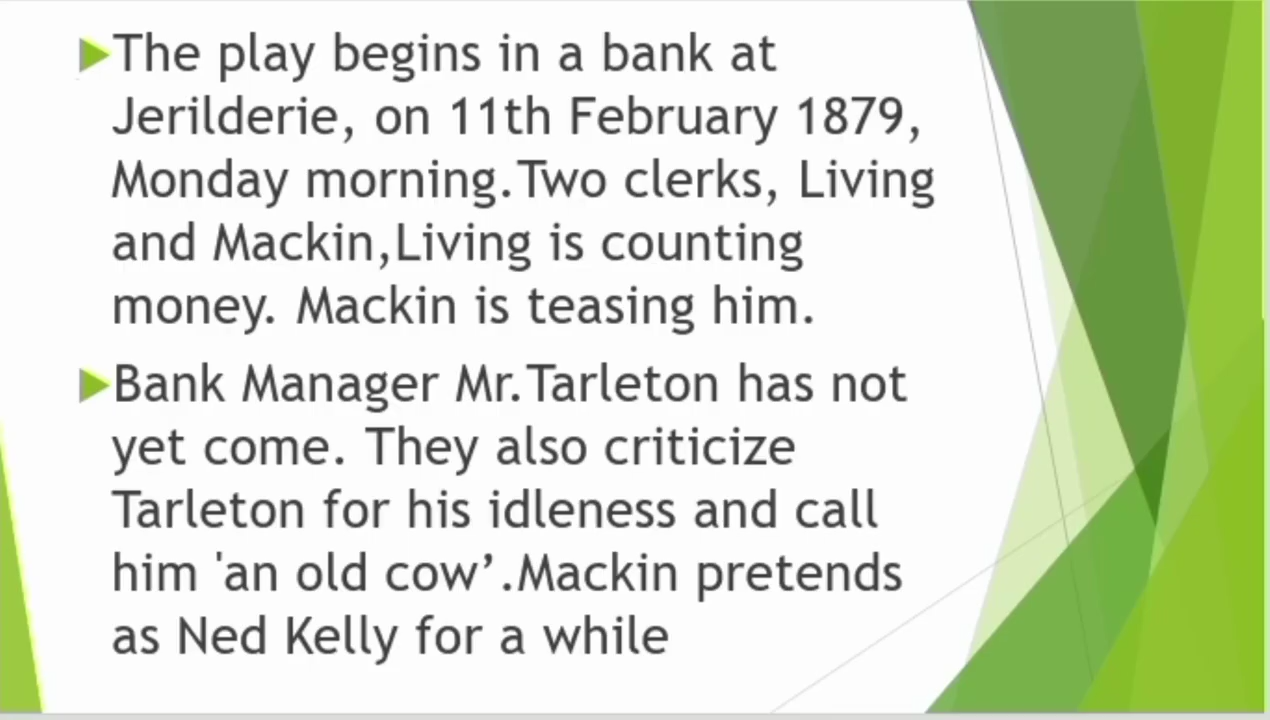 The play begins in a bank at
Jerilderie, on 11th February 1879,
Monday morning.Two clerks, Living
and Mackin,Living is counting
money. Mackin is teasing him.
Bank Manager Mr.Tarleton has not
yet come. They also criticize
Tarleton for his idleness and call
him 'an old cow’.Mackin pretends
as Ned Kelly for a while